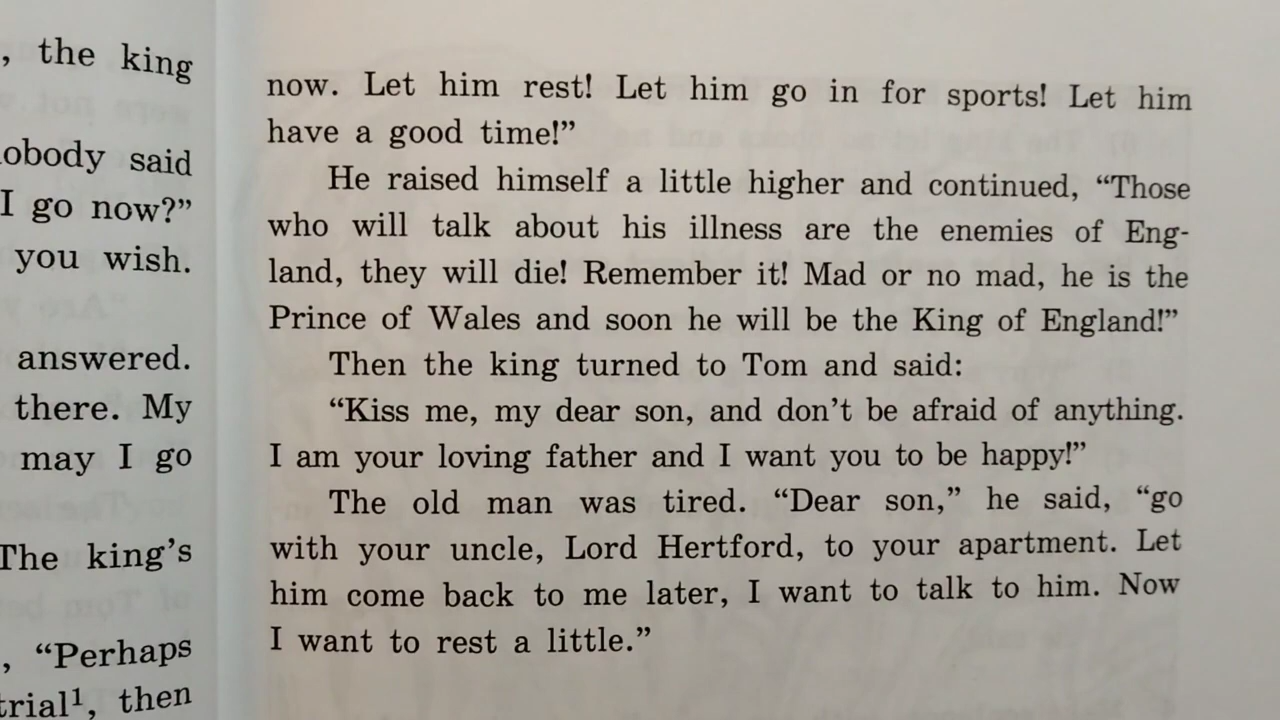 , the king
obody said
I go now?”
you wish.
answered.
there. My
may I go
The king’s
, “Perhaps
trial¹, then
now. Let him rest! Let him go in for sports! Let him
have a good time!”
He raised himself a little higher and continued, “Those
who will talk about his illness are the enemies of Eng-
land, they will die! Remember it! Mad or no mad, he is the
Prince of Wales and soon he will be the King of England!”
Then the king turned to Tom and said:
“Kiss me, my dear son, and don’t be afraid of anything.
I am your loving father and I want you to be happy!”
The old man was tired. “Dear son,” he said, “go
with your uncle, Lord Hertford, to your apartment. Let
him come back to me later, I want to talk to him. Now
I want to rest a little.”